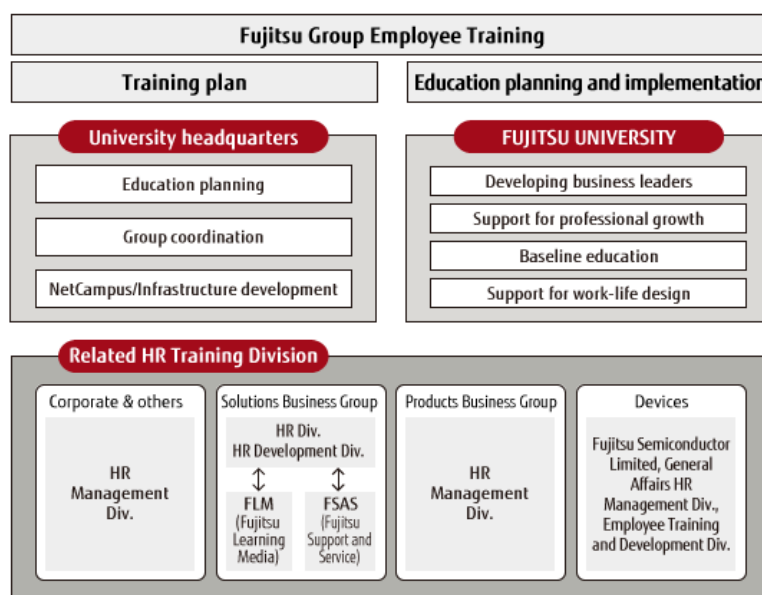 Fujitsu Group Employee Training
Training plan
Education planning and implementation
University headquarters
Education planning
Group coordination
NetCampus/Infrastructure development
FUJITSU UNIVERSITY
Developing business leaders
Support for professional growth
Baseline education
Support for work-life design
Related HR Training Division
Corporate & others
HR
Management
Div.
Solutions Business Group
HR Div.
HR Development Div.
FLM
(Fujitsu
Learning
Media)
FSAS
(Fujitsu
Support and
Service)
Products Business Group
HR
Management
Div.
Devices
Fujitsu Semiconductor
Limited, General
Affairs HR
Management Div.,
Employee Training
and Development Div.